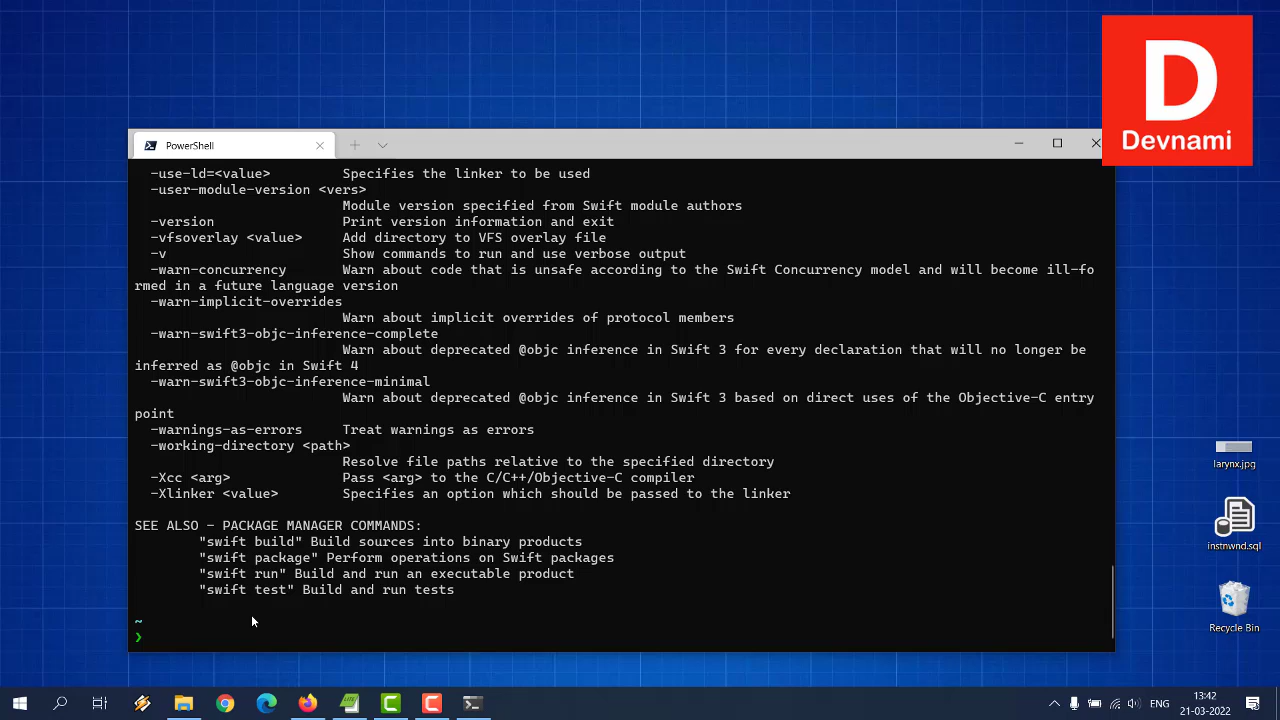 D
Devnami
PowerShell
-use-ld=<value> Specifies the linker to be used
-user-module-version <vers>
Module version specified from Swift module authors
-version Print version information and exit
-vfsoverlay <value> Add directory to VFS overlay file
-v Show commands to run and use verbose output
-warn-concurrency Warn about code that is unsafe according to the Swift Concurrency model and will become ill-fo
rmed in a future language version
-warn-implicit-overrides
Warn about implicit overrides of protocol members
-warn-swift3-objc-inference-complete
Warn about deprecated @objc inference in Swift 3 for every declaration that will no longer be
inferred as @objc in Swift 4
-warn-swift3-objc-inference-minimal
Warn about deprecated @objc inference in Swift 3 based on direct uses of the Objective-C entry
point
-warnings-as-errors Treat warnings as errors
-working-directory <path>
Resolve file paths relative to the specified directory
-Xcc <arg> Pass <arg> to the C/C++/Objective-C compiler
-Xlinker <value> Specifies an option which should be passed to the linker
SEE ALSO - PACKAGE MANAGER COMMANDS:
"swift build" Build sources into binary products
"swift package" Perform operations on Swift packages
"swift run" Build and run an executable product
"swift test" Build and run tests
~
❯
larynx.jpg
instnwnd.sql
Recycle Bin
LITE
ENG
13:42
21-03-2022